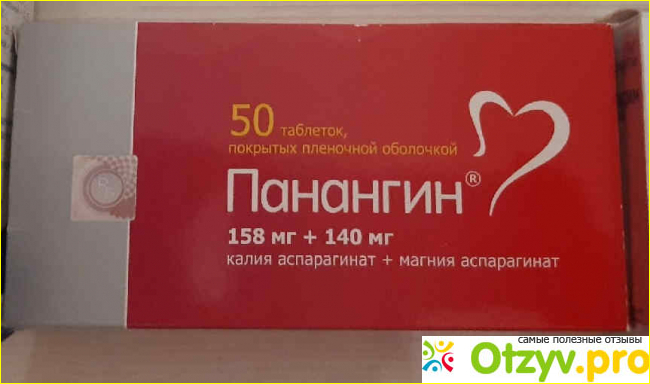 50 таблеток,
покрытых пленочной оболочкой
Панангин®
158 мг + 140 мг
калия аспарагинат + магния аспарагинат
самые полезные отзывы
Otzyv.pro